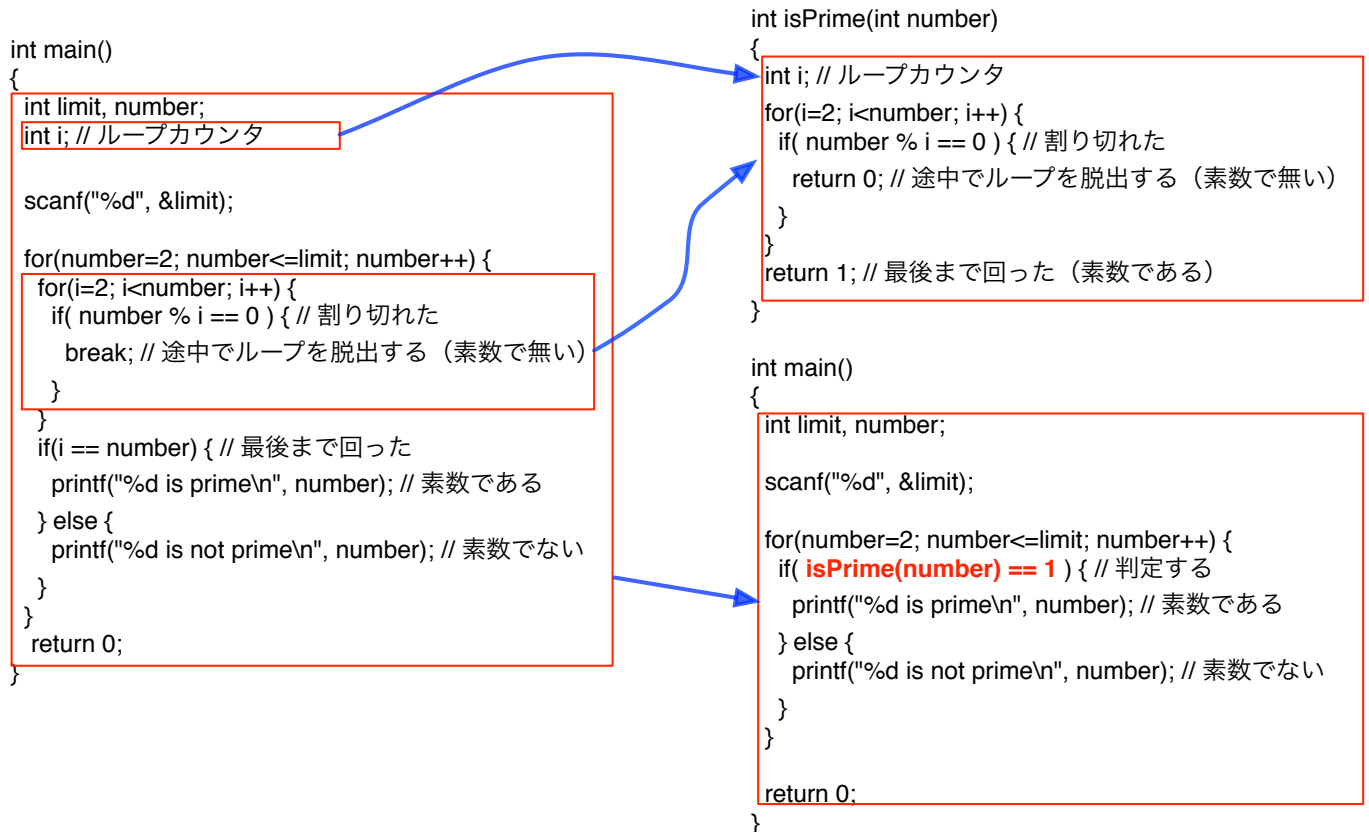 int main()
{
int limit, number;
int i; // ループカウンタ
scanf("%d", &limit);
for(number=2; number<=limit; number++) {
for(i=2; i<number; i++) {
if( number % i == 0 ) { // 割り切れた
break; // 途中でループを脱出する（素数で無い）
}
}
if(i == number) { // 最後まで回った
printf("%d is prime\n", number); // 素数である
} else {
printf("%d is not prime\n", number); // 素数でない
}
}
return 0;
}
int isPrime(int number)
{
int i; // ループカウンタ
for(i=2; i<number; i++) {
if( number % i == 0 ) { // 割り切れた
return 0; // 途中でループを脱出する（素数で無い）
}
}
return 1; // 最後まで回った（素数である）
}
int main()
{
int limit, number;
scanf("%d", &limit);
for(number=2; number<=limit; number++) {
if( isPrime(number) == 1 ) { // 判定する
printf("%d is prime\n", number); // 素数である
} else {
printf("%d is not prime\n", number); // 素数でない
}
}
return 0;
}